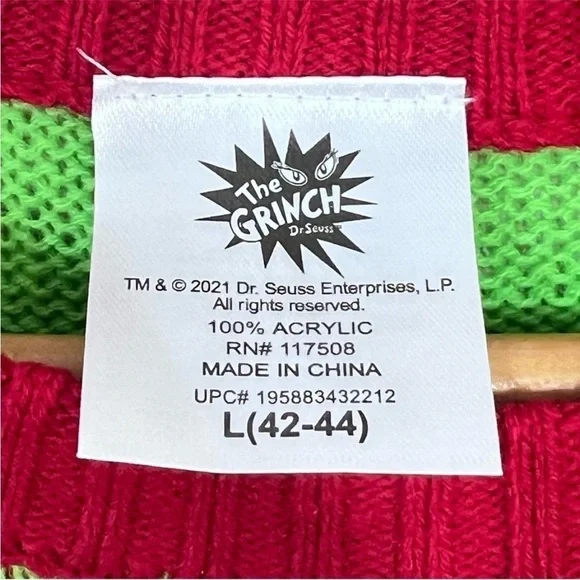 The
GRINCH
Dr Seuss™
TM & © 2021 Dr. Seuss Enterprises, L.P.
All rights reserved.
100% ACRYLIC
RN# 117508
MADE IN CHINA
UPC# 195883432212
L(42-44)